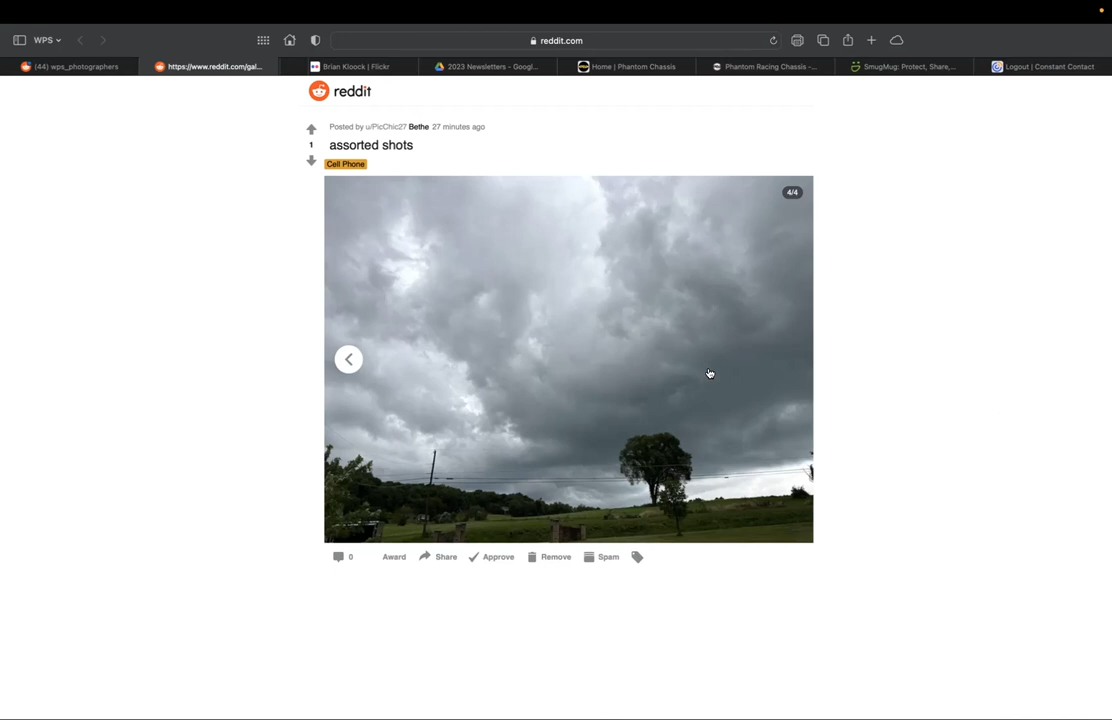 WPS
reddit.com
(44) wps_photographers
https://www.reddit.com/gal...
Brian Kloock | Flickr
2023 Newsletters - Googl...
Home | Phantom Chassis
Phantom Racing Chassis –...
SmugMug: Protect, Share,...
Logout | Constant Contact
reddit
Posted by u/PicChic27 Bethe 27 minutes ago
1
assorted shots
Cell Phone
4/4
0 Award Share Approve Remove Spam